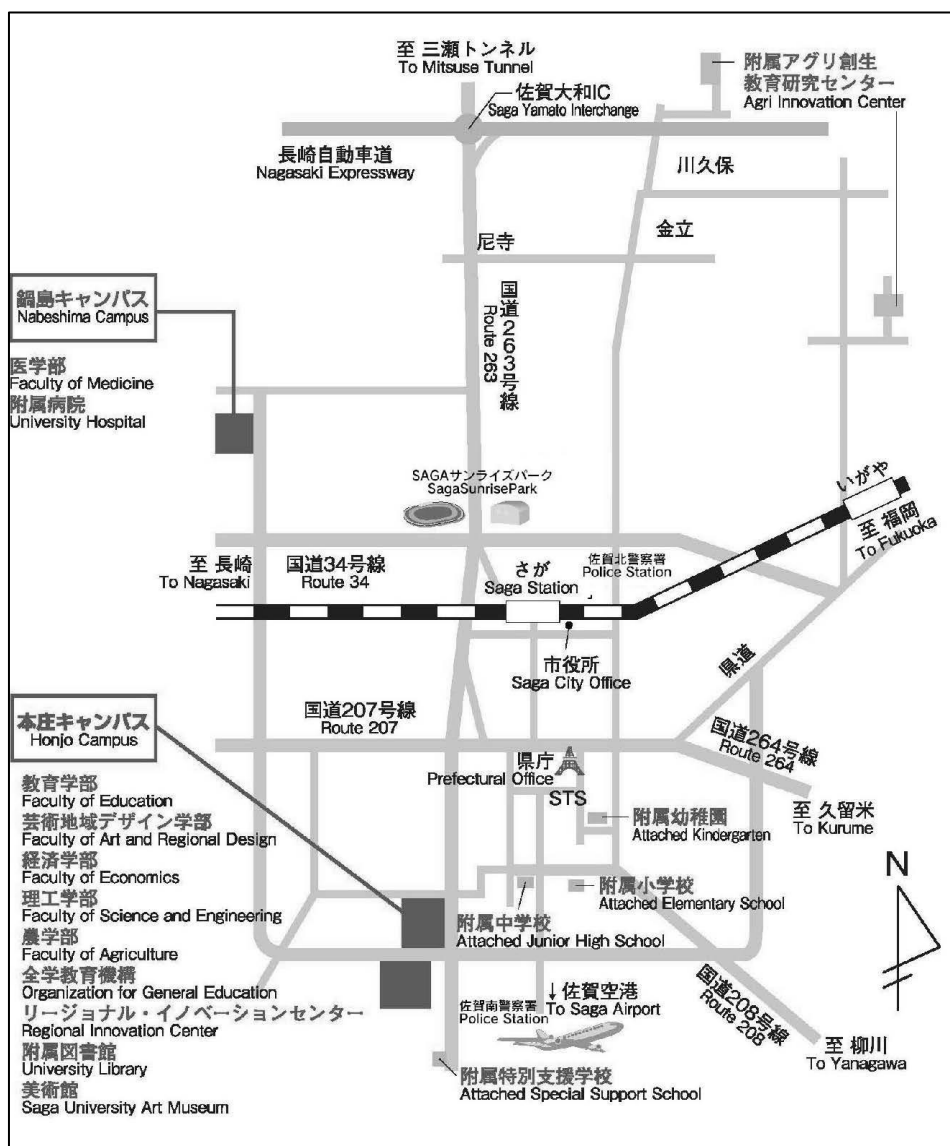 至 三瀬トンネル
To Mitsuse Tunnel
附属アグリ創生
教育研究センター
Agri Innovation Center
佐賀大和IC
Saga Yamato Interchange
長崎自動車道
Nagasaki Expressway
川久保
金立
尼寺
国道263号線
Route 263
鍋島キャンパス
Nabeshima Campus
医学部
Faculty of Medicine
附属病院
University Hospital
SAGAサンライズパーク
SagaSunrisePark
いがや
至 福岡
To Fukuoka
至 長崎
To Nagasaki
国道34号線
Route 34
さが
Saga Station
佐賀北警察署
Police Station
市役所
Saga City Office
県道
本庄キャンパス
Honjo Campus
国道207号線
Route 207
国道264号線
Route 264
県庁
Prefectural Office
STS
至 久留米
To Kurume
附属幼稚園
Attached Kindergarten
教育学部
Faculty of Education
芸術地域デザイン学部
Faculty of Art and Regional Design
経済学部
Faculty of Economics
理工学部
Faculty of Science and Engineering
農学部
Faculty of Agriculture
全学教育機構
Organization for General Education
リージョナル・イノベーションセンター
Regional Innovation Center
附属図書館
University Library
美術館
Saga University Art Museum
N
附属小学校
Attached Elementary School
附属中学校
Attached Junior High School
佐賀南警察署
Police Station
↓佐賀空港
To Saga Airport
国道208号線
Route 208
至 柳川
To Yanagawa
附属特別支援学校
Attached Special Support School